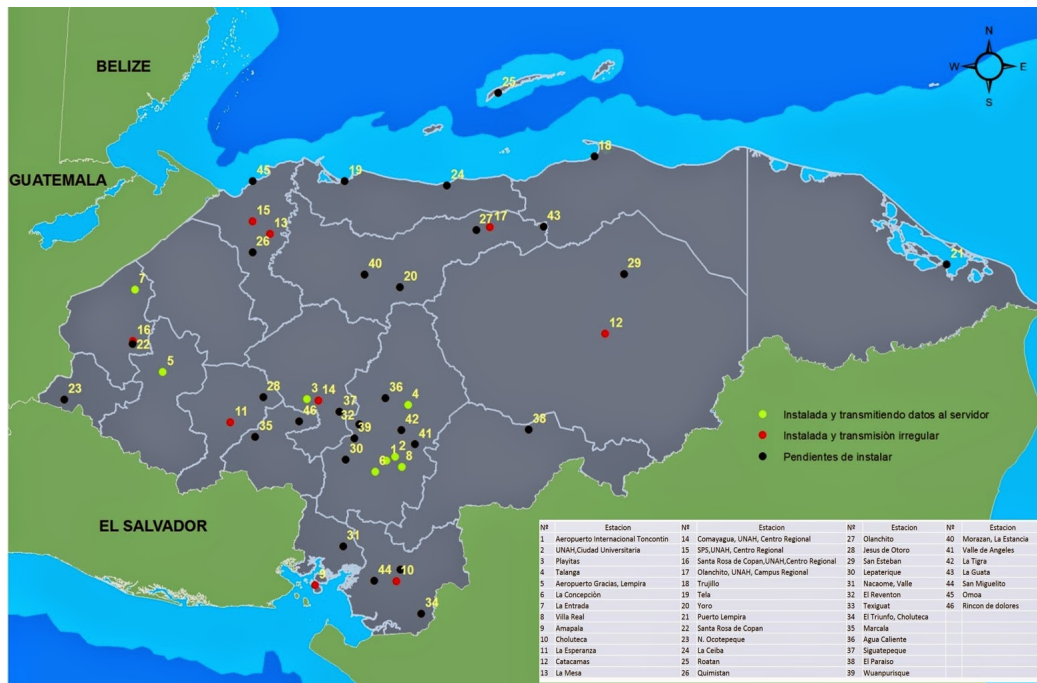 N
W E
S
BELIZE
25
18
GUATEMALA
45
19
24
15
13
27 17
43
26
40
20
29
21
7
16
22
12
5
23
28
3 14
36
4
11
46
37
32
39
42
41
38
35
30
6
1 2
8
EL SALVADOR
31
9
44
10
34
Instalada y transmitiendo datos al servidor
Instalada y transmisiòn irregular
Pendientes de instalar
Nº Estacion Nº Estacion Nº Estacion Nº Estacion
1 Aeropuerto Internacional Toncontin 14 Comayagua, UNAH, Centro Regional 27 Olanchito 40 Morazan, La Estancia
2 UNAH,Ciudad Universitaria 15 SPS,UNAH, Centro Regional 28 Jesus de Otoro 41 Valle de Angeles
3 Playitas 16 Santa Rosa de Copan,UNAH,Centro Regional 29 San Esteban 42 La Tigra
4 Talanga 17 Olanchito, UNAH, Campus Regional 30 Lepaterique 43 La Guata
5 Aeropuerto Gracias, Lempira 18 Trujillo 31 Nacaome, Valle 44 San Miguelito
6 La Concepciòn 19 Tela 32 El Reventon 45 Omoa
7 La Entrada 20 Yoro 33 Texiguat 46 Rincon de dolores
8 Villa Real 21 Puerto Lempira 34 El Triunfo, Choluteca
9 Amapala 22 Santa Rosa de Copan 35 Marcala
10 Choluteca 23 N. Ocotepeque 36 Agua Caliente
11 La Esperanza 24 La Ceiba 37 Siguatepeque
12 Catacamas 25 Roatan 38 El Paraiso
13 La Mesa 26 Quimistan 39 Wuanpurisque